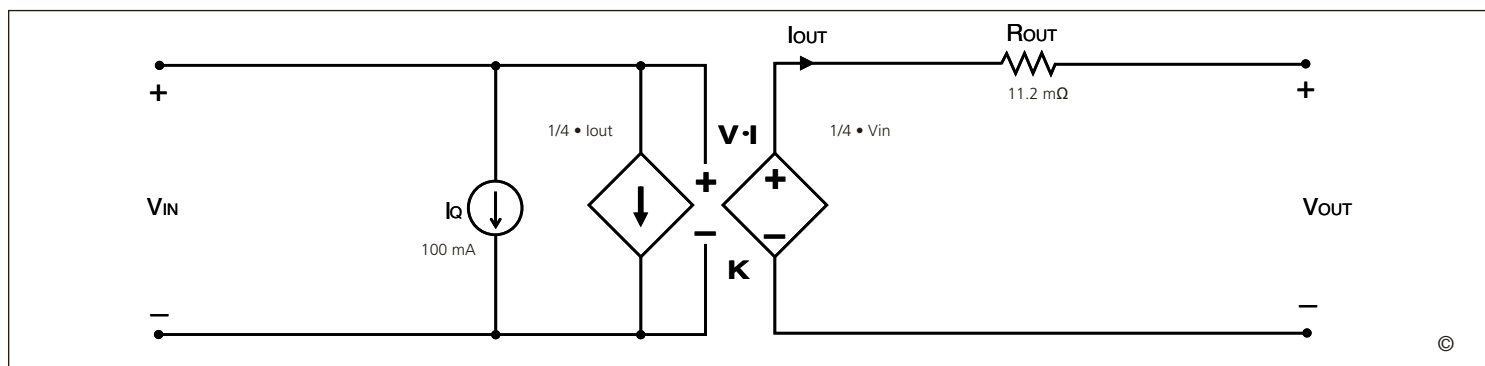 IOUT
ROUT
+
+
11.2 mΩ
1/4 • Iout
V•I
1/4 • Vin
+
+
VIN
IQ
VOUT
–
–
100 mA
K
–
–
©